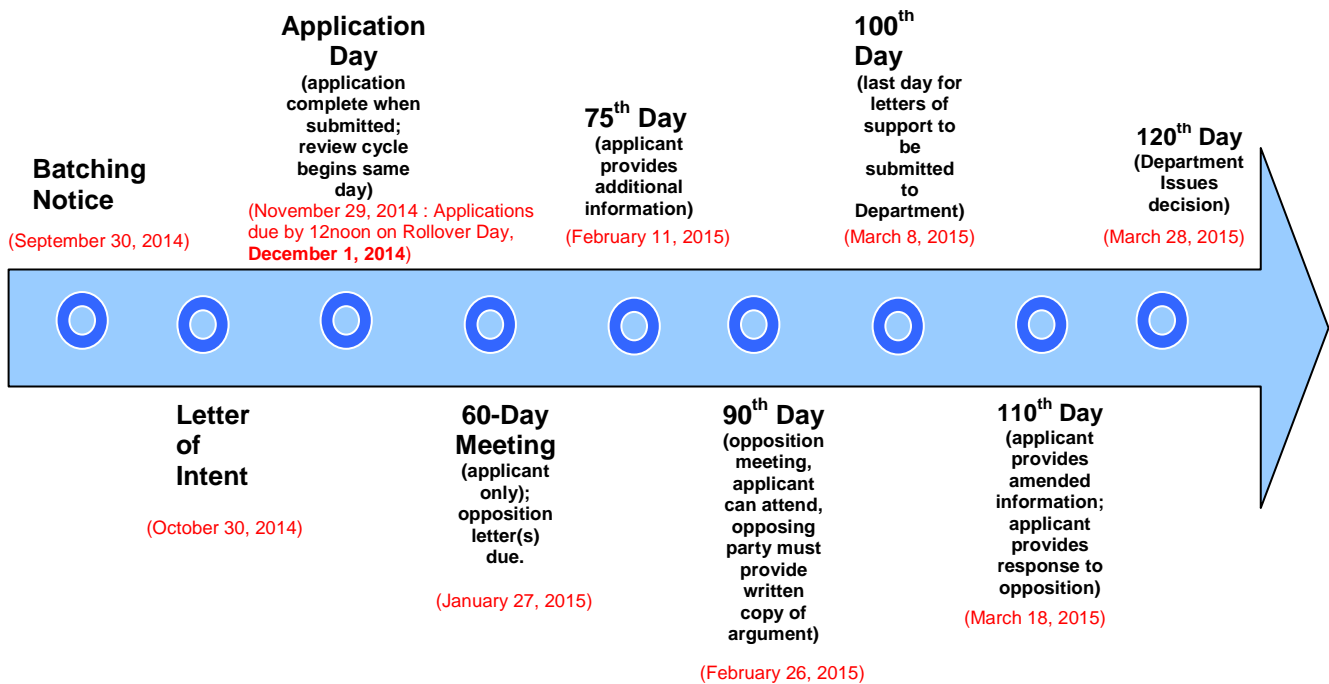 Batching
Notice
(September 30, 2014)
Letter
of
Intent
(October 30, 2014)
Application
Day
(application
complete when
submitted;
review cycle
begins same
day)
(November 29, 2014 : Applications
due by 12noon on Rollover Day,
December 1, 2014)
60-Day
Meeting
(applicant
only);
opposition
letter(s)
due.
(January 27, 2015)
75th Day
(applicant
provides
additional
information)
(February 11, 2015)
90th Day
(opposition
meeting,
applicant
can attend,
opposing
party must
provide
written
copy of
argument)
(February 26, 2015)
100th
Day
(last day for
letters of
support to
be
submitted
to
Department)
(March 8, 2015)
110th Day
(applicant
provides
amended
information;
applicant
provides
response to
opposition)
(March 18, 2015)
120th Day
(Department
Issues
decision)
(March 28, 2015)